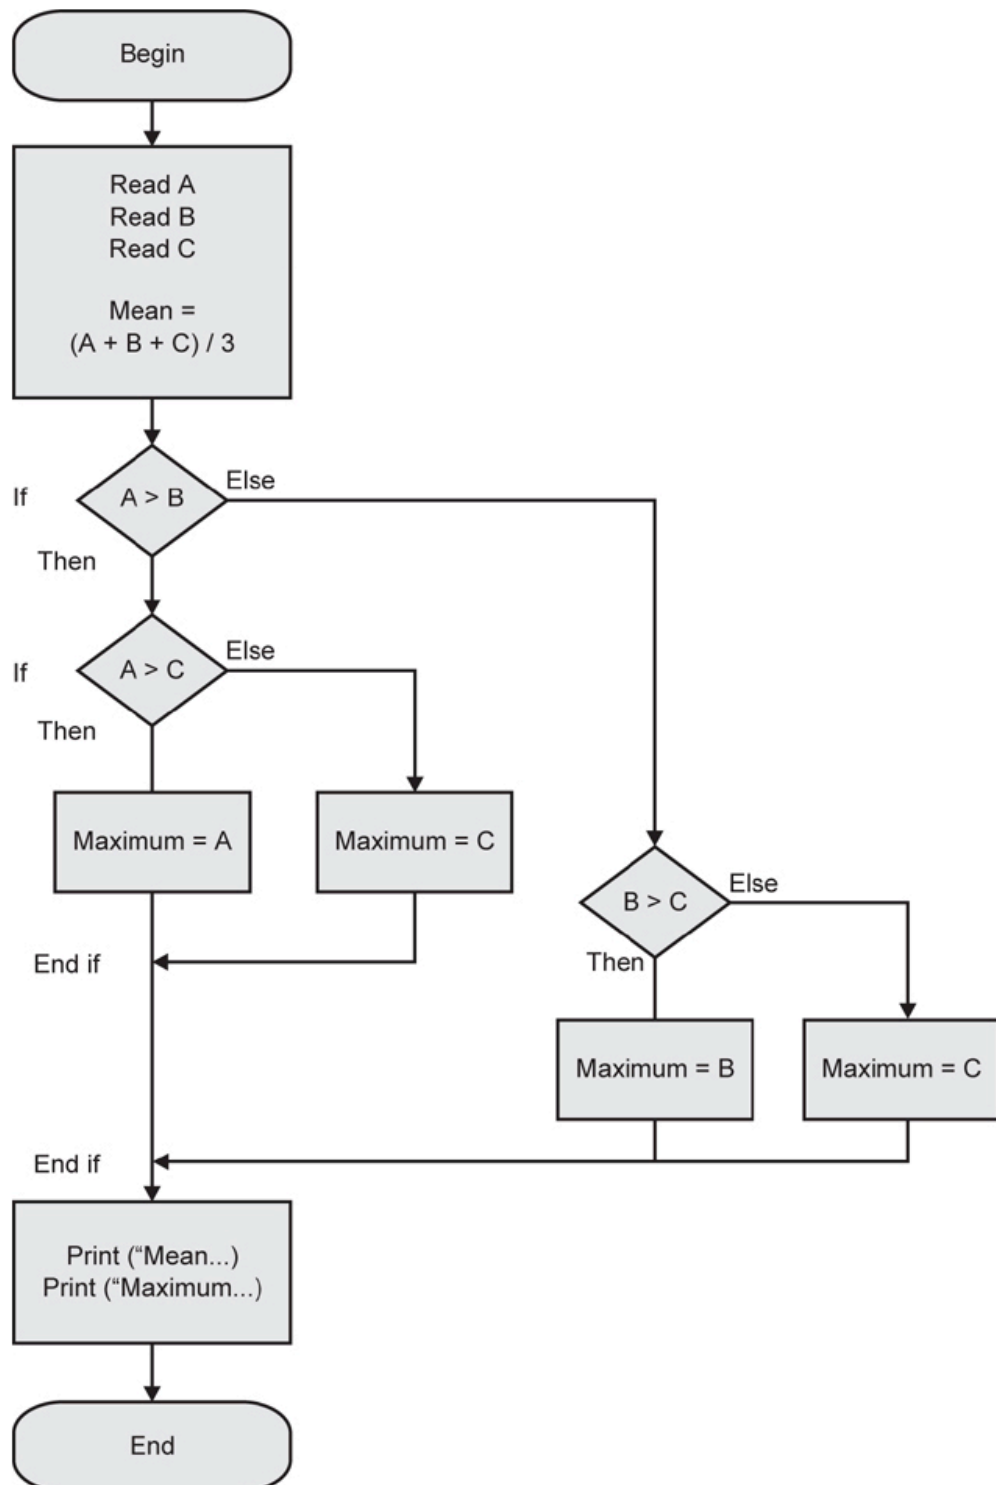 Begin
Read A
Read B
Read C
Mean =
(A + B + C) / 3
If
A > B
Else
Then
If
A > C
Else
Then
Maximum = A
Maximum = C
B > C
Else
Then
End if
Maximum = B
Maximum = C
End if
Print (“Mean...)
Print (“Maximum...)
End